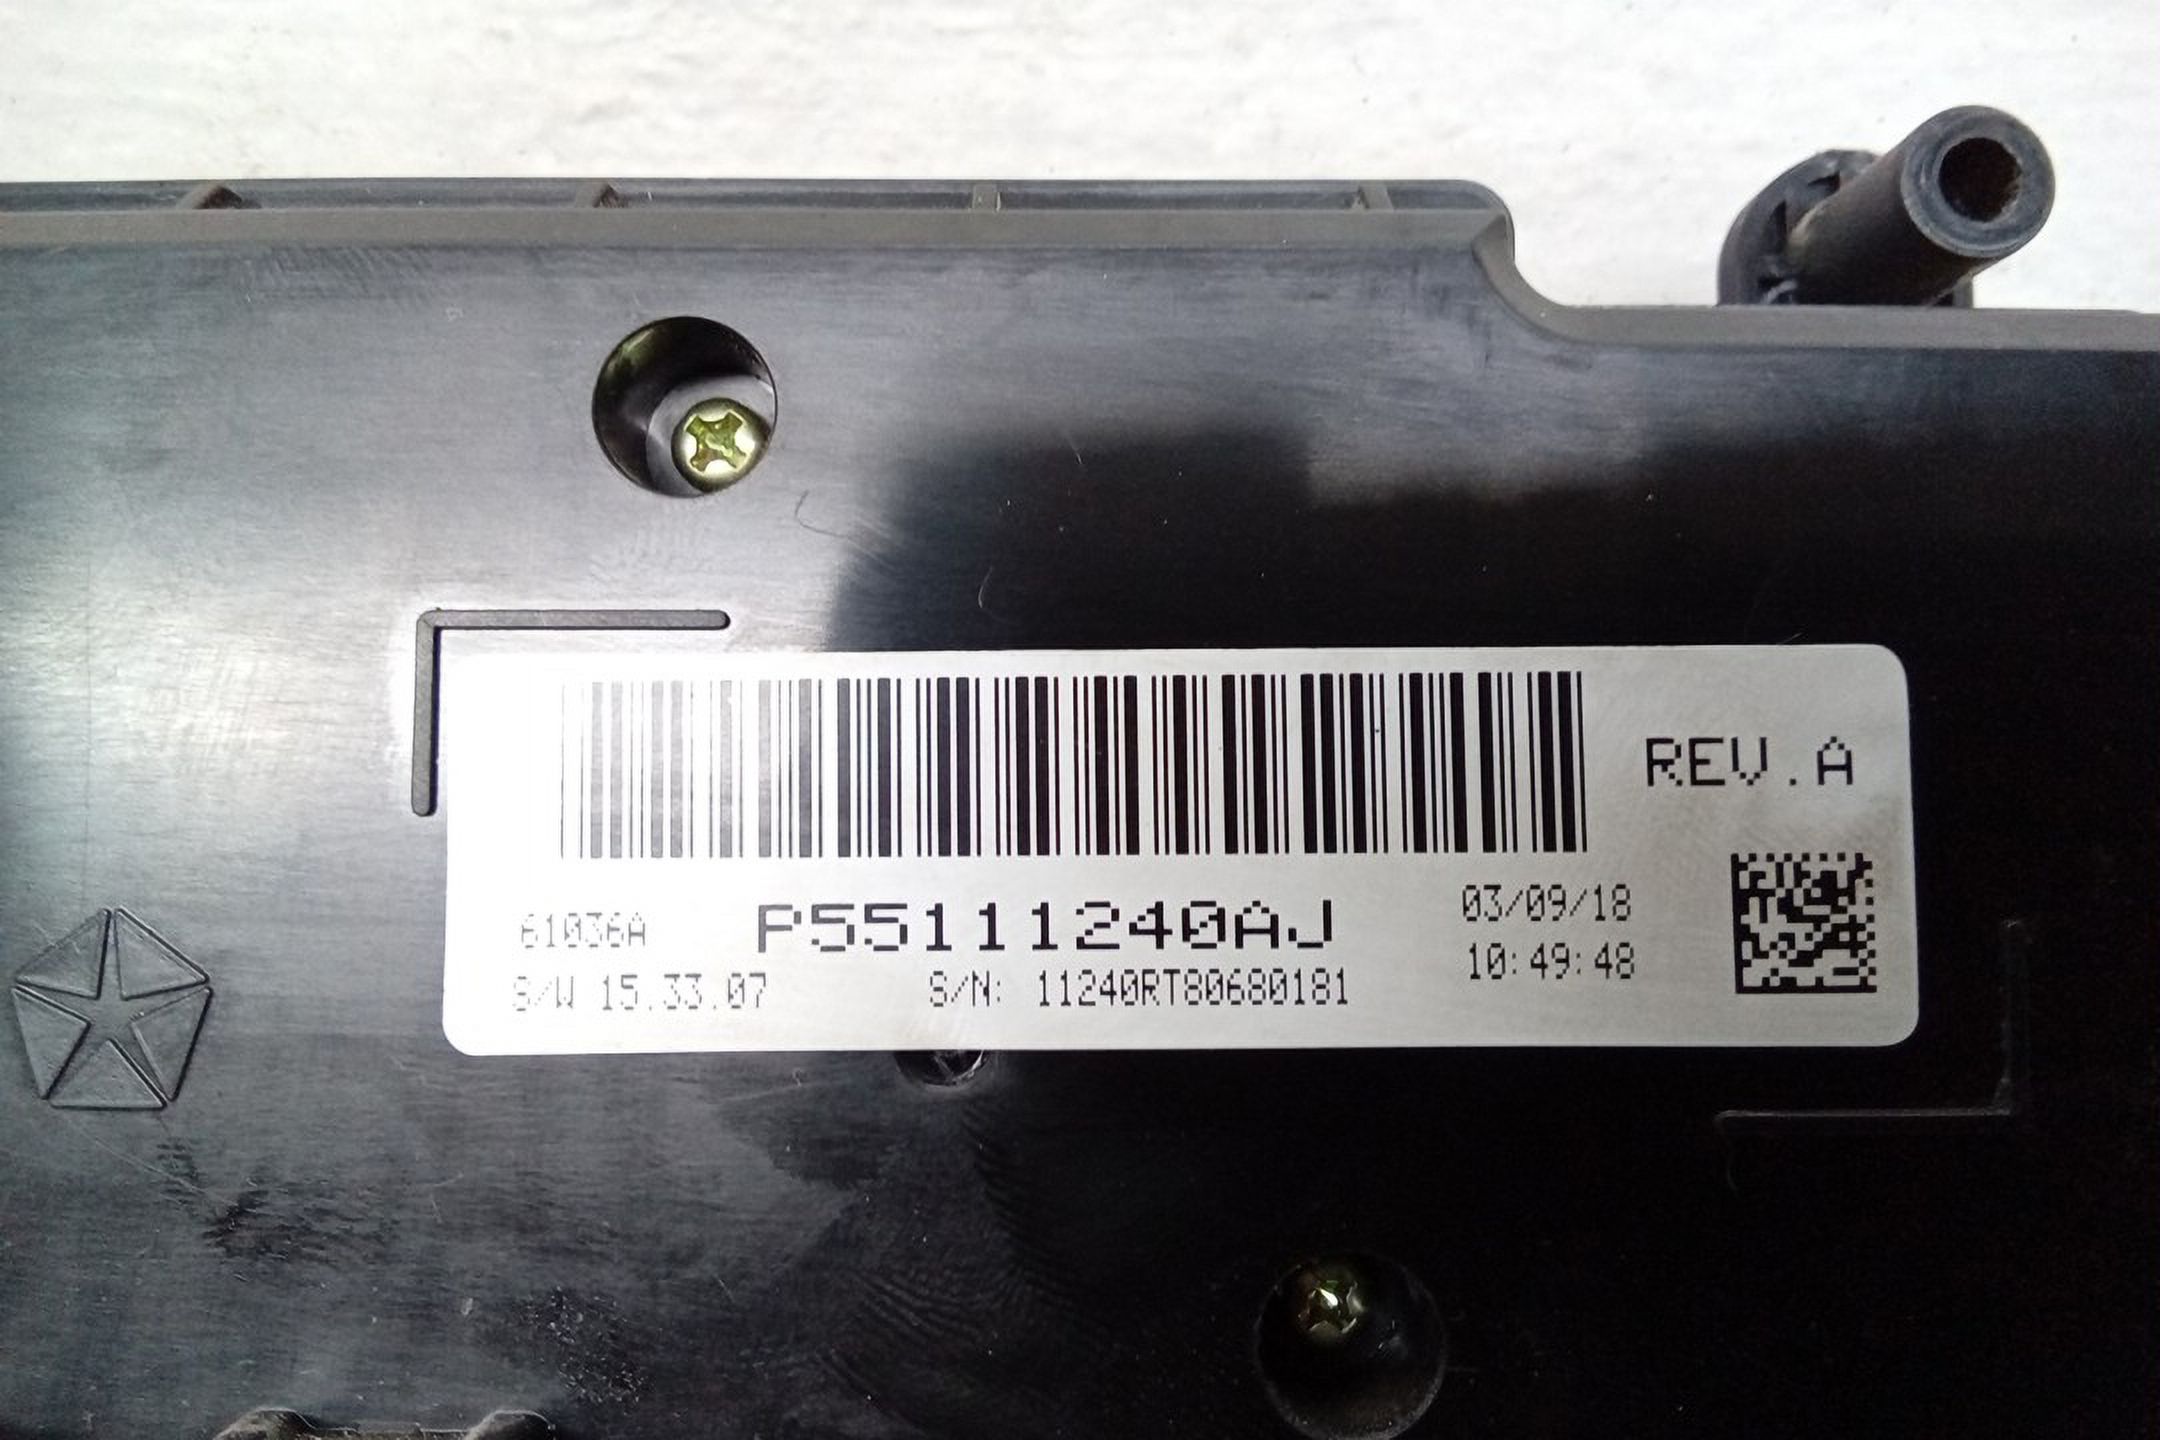 REV.A
61036A P55111240AJ 03/09/18
S/W 15.33.07 S/N: 11240RT80680181 10:49:48